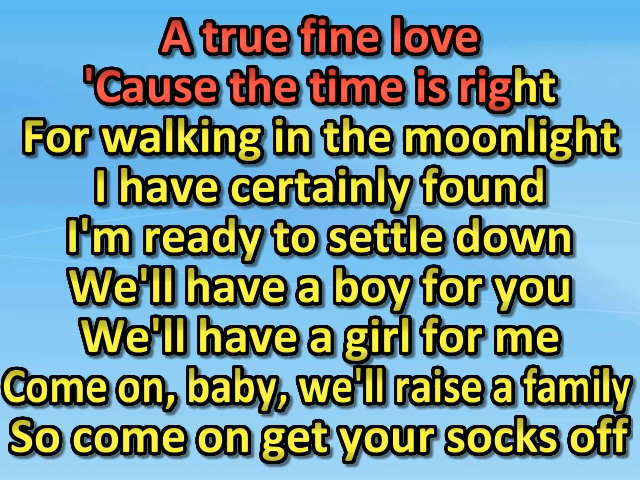 A true fine love
'Cause the time is right
For walking in the moonlight
I have certainly found
I'm ready to settle down
We'll have a boy for you
We'll have a girl for me
Come on, baby, we'll raise a family
So come on get your socks off